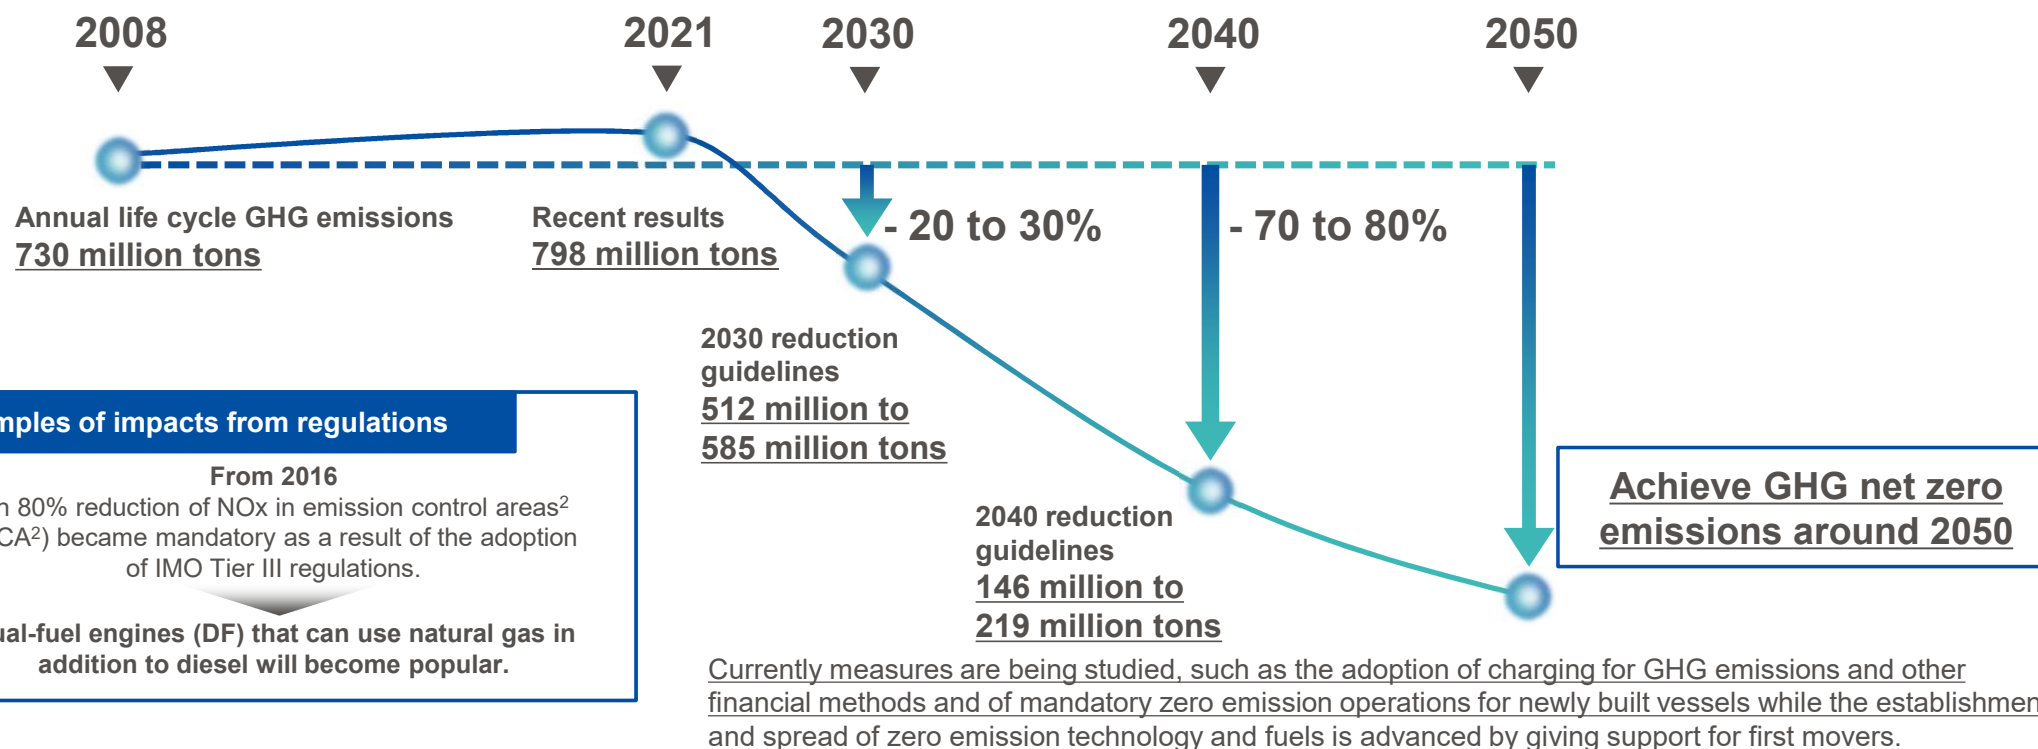 2008
2021
2030
2040
2050
Annual life cycle GHG emissions
730 million tons
Recent results
798 million tons
- 20 to 30%
- 70 to 80%
2030 reduction
guidelines
512 million to
585 million tons
2040 reduction
guidelines
146 million to
219 million tons
Achieve GHG net zero
emissions around 2050
of impacts from regulations
From 2016
80% reduction of NOx in emission control areas²
became mandatory as a result of the adoption
of IMO Tier III regulations.
engines (DF) that can use natural gas in
addition to diesel will become popular.
Currently measures are being studied, such as the adoption of charging for GHG emissions and other
financial methods and of mandatory zero emission operations for newly built vessels while the
and spread of zero emission technology and fuels is advanced by giving support for first movers.